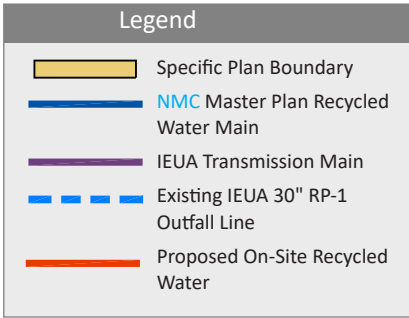 Legend
Specific Plan Boundary
NMC Master Plan Recycled
Water Main
IEUA Transmission Main
Existing IEUA 30" RP-1
Outfall Line
Proposed On-Site Recycled
Water